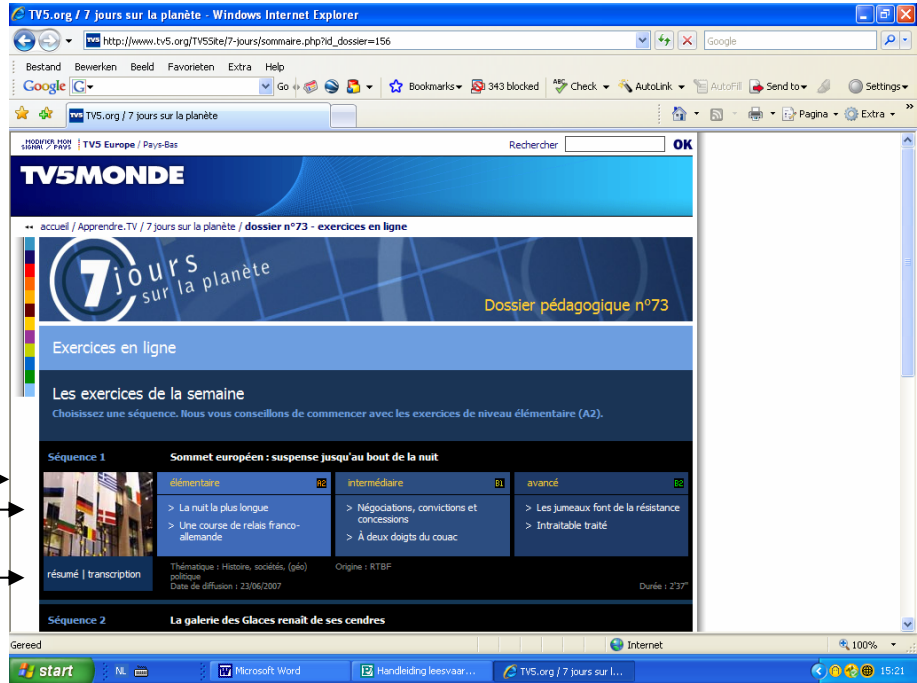 TV5.org / 7 jours sur la planète - Windows Internet Explorer
http://www.tv5.org/TV5Site/7-jours/sommaire.php?id_dossier=156
Google
Bestand Bewerken Beeld Favorieten Extra Help
Google G Go Bookmarks 343 blocked ABC Check AutoLink AutoFill Send to Settings
TV5.org / 7 jours sur la planète Pagina Extra
MODIFIER MON SIGNAL / PAYS TV5 Europe / Pays-Bas Rechercher OK
TV5MONDE
accueil / Apprendre.TV / 7 jours sur la planète / dossier n°73 - exercices en ligne
7 jours
sur la planète
Dossier pédagogique n°73
Exercices en ligne
Les exercices de la semaine
Choisissez une séquence. Nous vous conseillons de commencer avec les exercices de niveau élémentaire (A2).
Séquence 1 Sommet européen : suspense jusqu'au bout de la nuit
élémentaire A2 intermédiaire B1 avancé B2
> La nuit la plus longue
> Une course de relais franco-
allemande
> Négociations, convictions et
concessions
> À deux doigts du couac
> Les jumeaux font de la résistance
> Intraitable traité
résumé | transcription
Thématique : Histoire, sociétés, (géo)
politique
Date de diffusion : 23/06/2007
Origine : RTBF
Durée : 2'37"
Séquence 2 La galerie des Glaces renaît de ses cendres
Gereed Internet 100%
start NL Microsoft Word Handleiding leesvaar... TV5.org / 7 jours sur l... 15:21